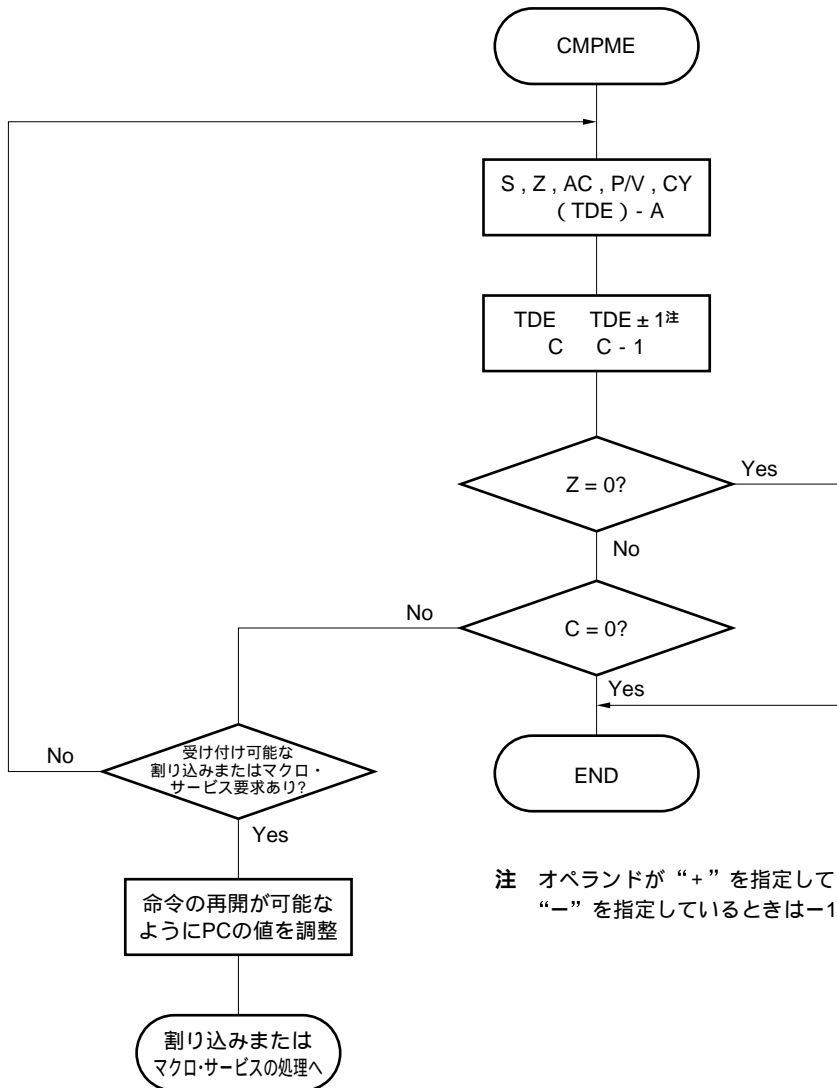 CMPME
S , Z , AC , P/V , CY
( TDE ) - A
TDE TDE ± 1注
C C - 1
Z = 0?
Yes
No
C = 0?
No
Yes
受け付け可能な
割り込みまたはマクロ・
サービス要求あり?
No
Yes
END
命令の再開が可能な
ようにPCの値を調整
割り込みまたは
マクロ・サービスの処理へ
注 オペランドが “+” を指定して
“－” を指定しているときは－1